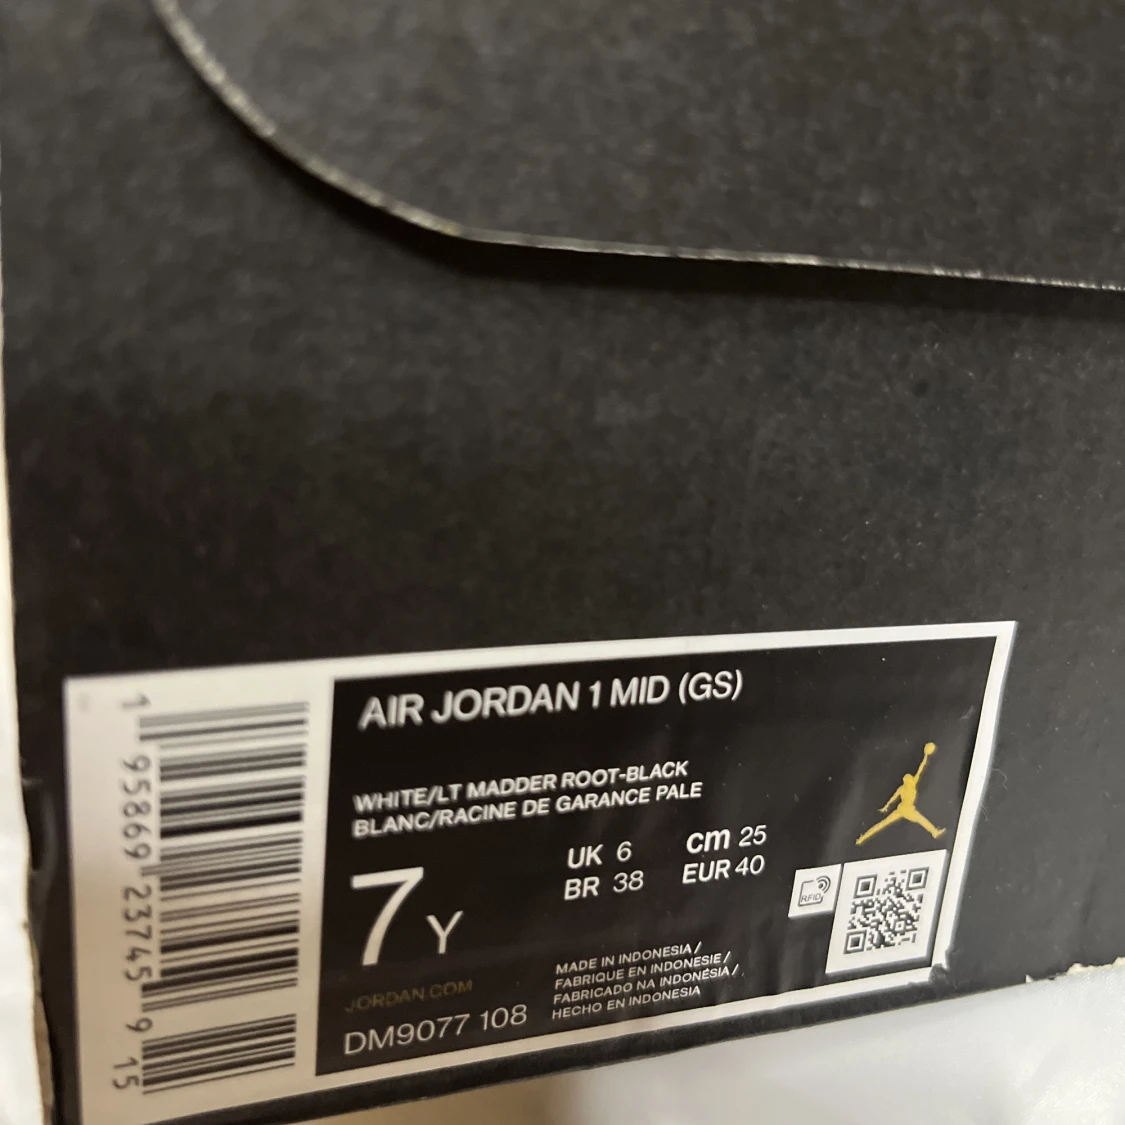 AIR JORDAN 1 MID (GS)
WHITE/LT MADDER ROOT-BLACK
BLANC/RACINE DE GARANCE PALE
UK 6 cm 25
BR 38 EUR 40
7 Y
RFID
MADE IN INDONESIA /
FABRIQUE EN INDONESIE /
FABRICADO NA INDONÉSIA /
HECHO EN INDONESIA
JORDAN.COM
DM9077 108
1 95869 23745 9 15